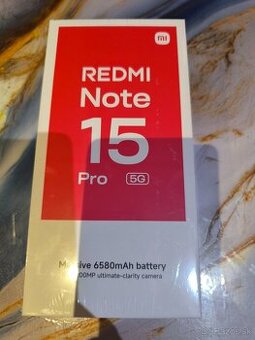 mi
REDMI
Note
15
Pro 5G
6580mAh battery
ultimate-clarity camera